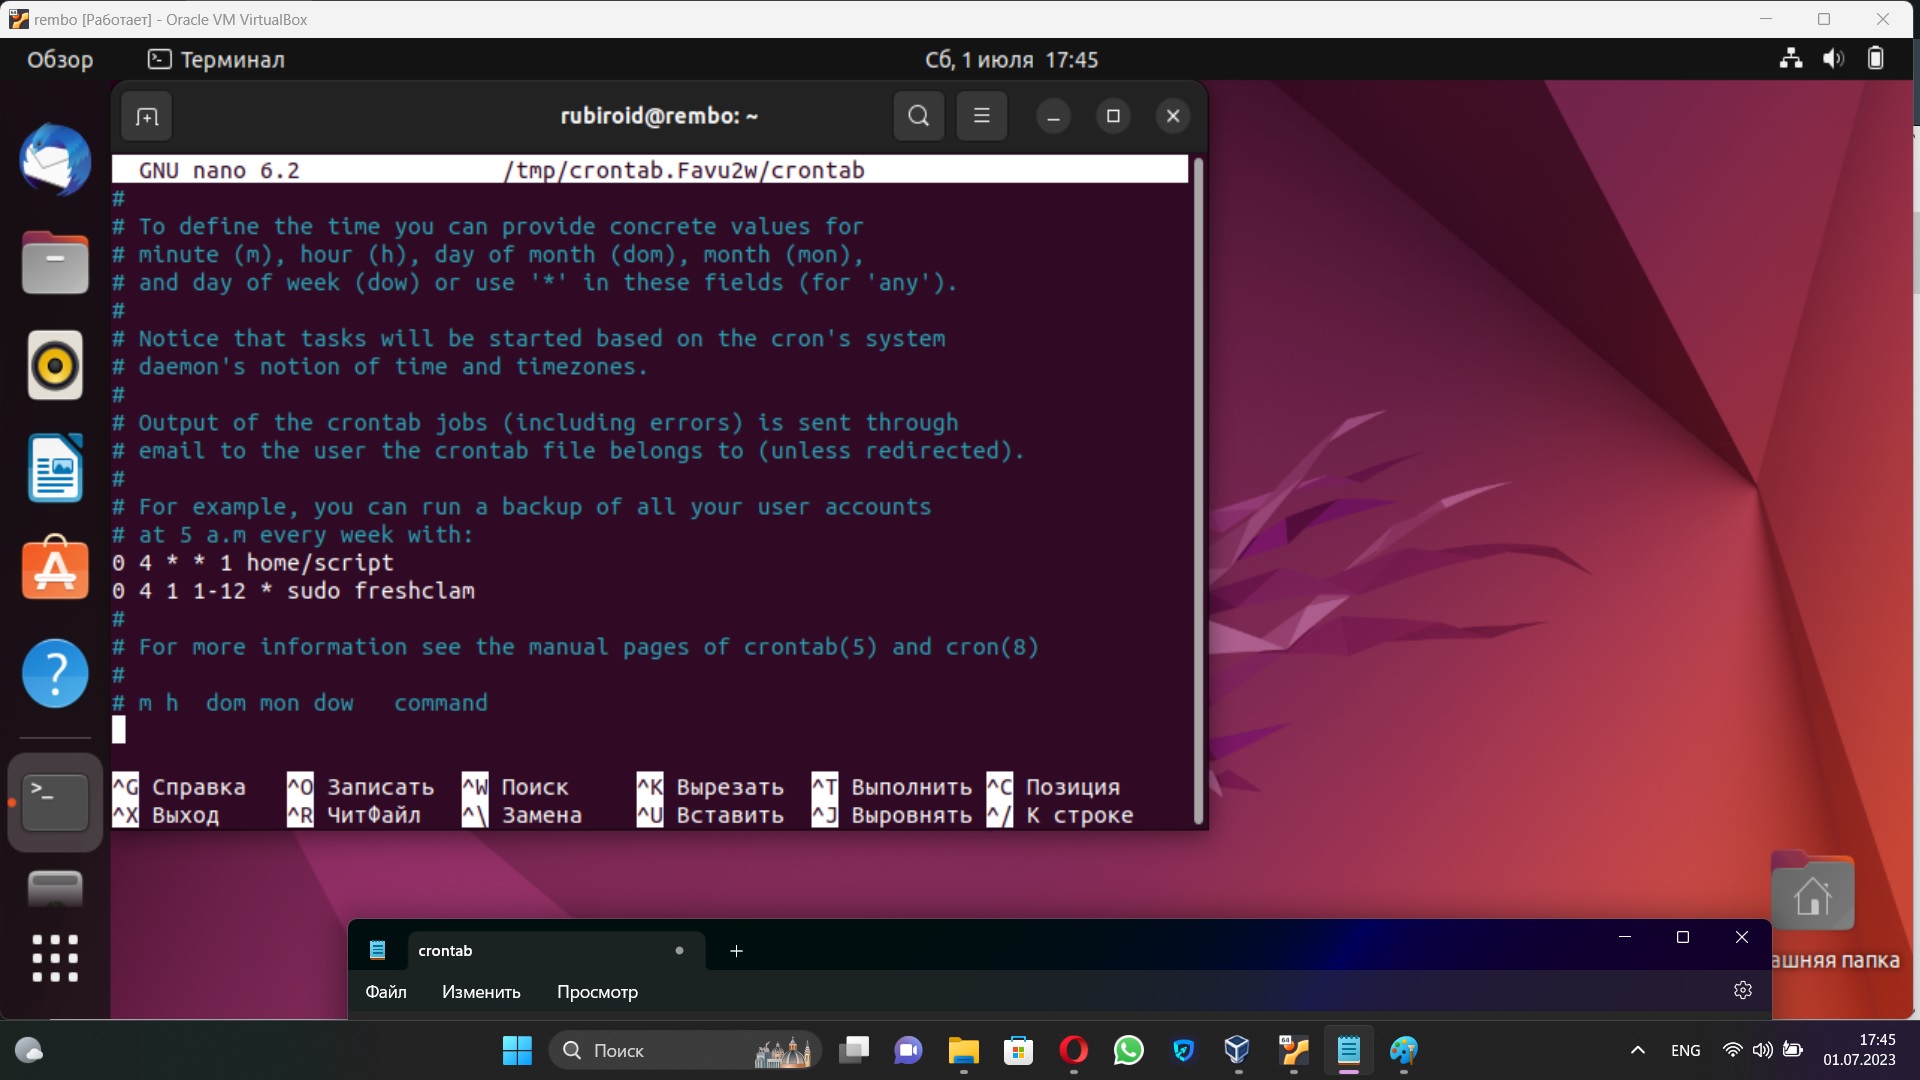 rembo [Работает] - Oracle VM VirtualBox
Обзор
Терминал
Сб, 1 июля 17:45
rubiroid@rembo: ~
GNU nano 6.2 /tmp/crontab.Favu2w/crontab
#
# To define the time you can provide concrete values for
# minute (m), hour (h), day of month (dom), month (mon),
# and day of week (dow) or use '*' in these fields (for 'any').
#
# Notice that tasks will be started based on the cron's system
# daemon's notion of time and timezones.
#
# Output of the crontab jobs (including errors) is sent through
# email to the user the crontab file belongs to (unless redirected).
#
# For example, you can run a backup of all your user accounts
# at 5 a.m every week with:
0 4 * * 1 home/script
0 4 1 1-12 * sudo freshclam
#
# For more information see the manual pages of crontab(5) and cron(8)
#
# m h  dom mon dow   command
^G Справка ^O Записать ^W Поиск ^K Вырезать ^T Выполнить ^C Позиция
^X Выход ^R ЧитФайл ^\ Замена ^U Вставить ^J Выровнять ^/ К строке
ашняя папка
crontab
Файл Изменить Просмотр
Поиск
64
ENG
17:45
01.07.2023